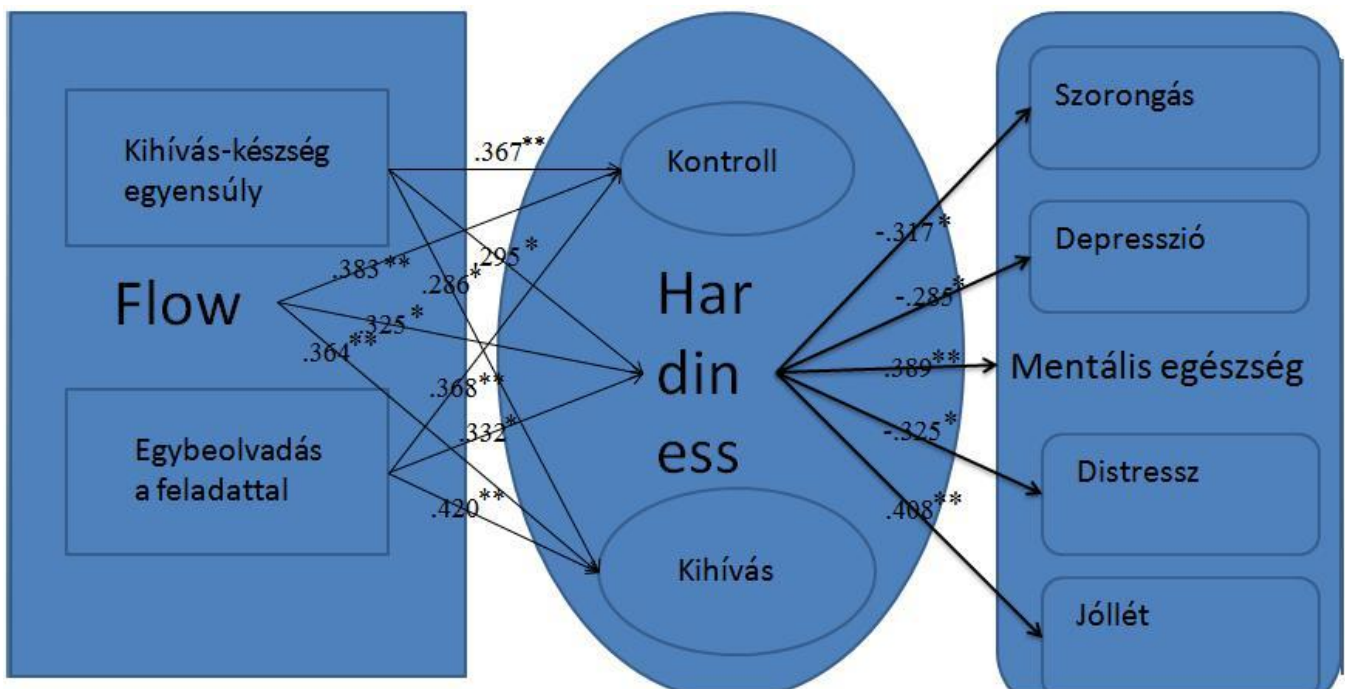 Kihívás-készség
egyensúly
Flow
Egybeolvadás
a feladattal
.367**
.295*
.383**
.286*
.325*
.364**
.368**
.332*
.420**
Kontroll
Har
din
ess
Kihívás
-.317*
-.285*
.389**
-.325*
.408**
Szorongás
Depresszió
Mentális egészség
Distressz
Jóllét